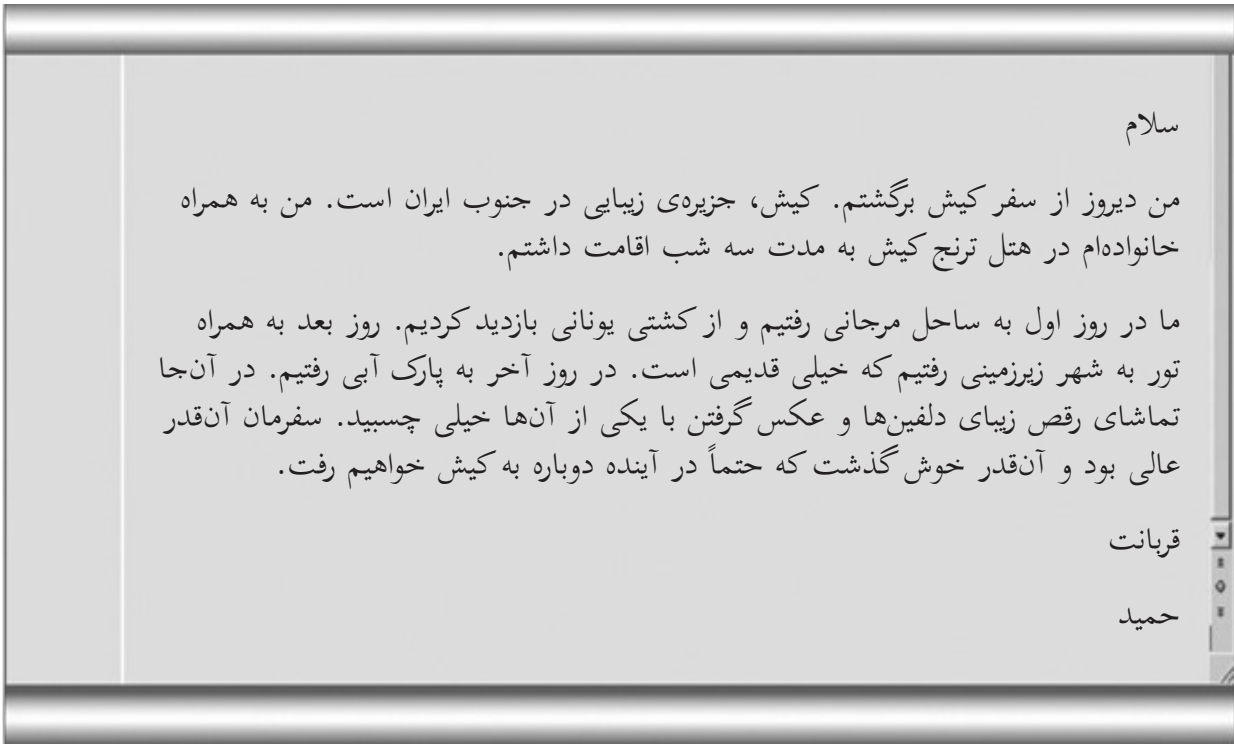 سلام
من دیروز از سفر کیش برگشتم. کیش، جزیره‌ی زیبایی در جنوب ایران است. من به همراه
خانواده‌ام در هتل ترنج کیش به مدت سه شب اقامت داشتم.
ما در روز اول به ساحل مرجانی رفتیم و از کشتی یونانی بازدید کردیم. روز بعد به همراه
تور به شهر زیرزمینی رفتیم که خیلی قدیمی است. در روز آخر به پارک آبی رفتیم. در آن‌جا
تماشای رقص زیبای دلفین‌ها و عکس گرفتن با یکی از آن‌ها خیلی چسبید. سفرمان آن‌قدر
عالی بود و آن‌قدر خوش گذشت که حتماً در آینده دوباره به کیش خواهیم رفت.
قربانت
حمید